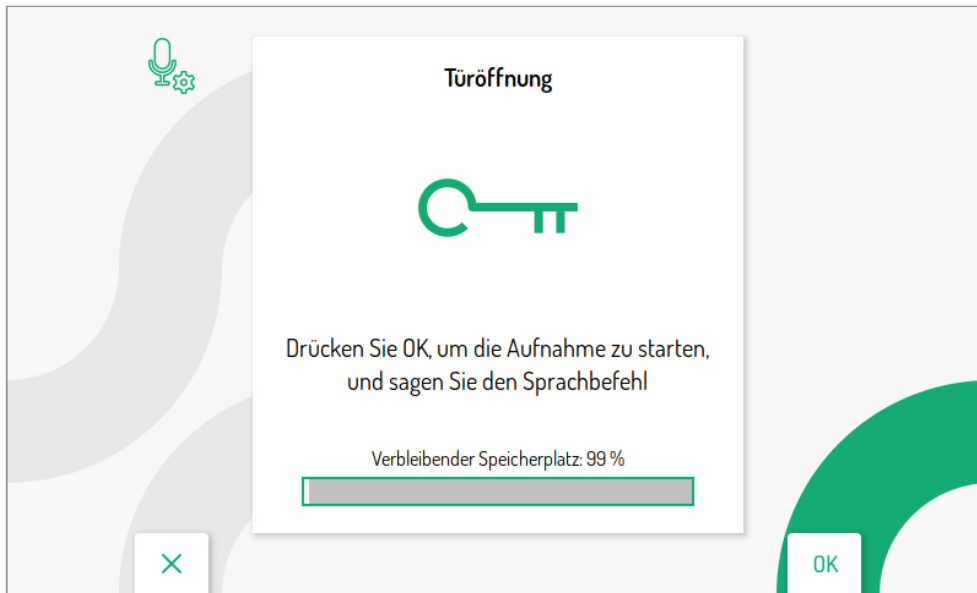 Türöffnung
Drücken Sie OK, um die Aufnahme zu starten,
und sagen Sie den Sprachbefehl
Verbleibender Speicherplatz: 99 %
OK